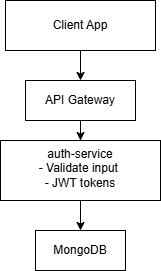 Client App
API Gateway
auth-service
- Validate input
- JWT tokens
MongoDB